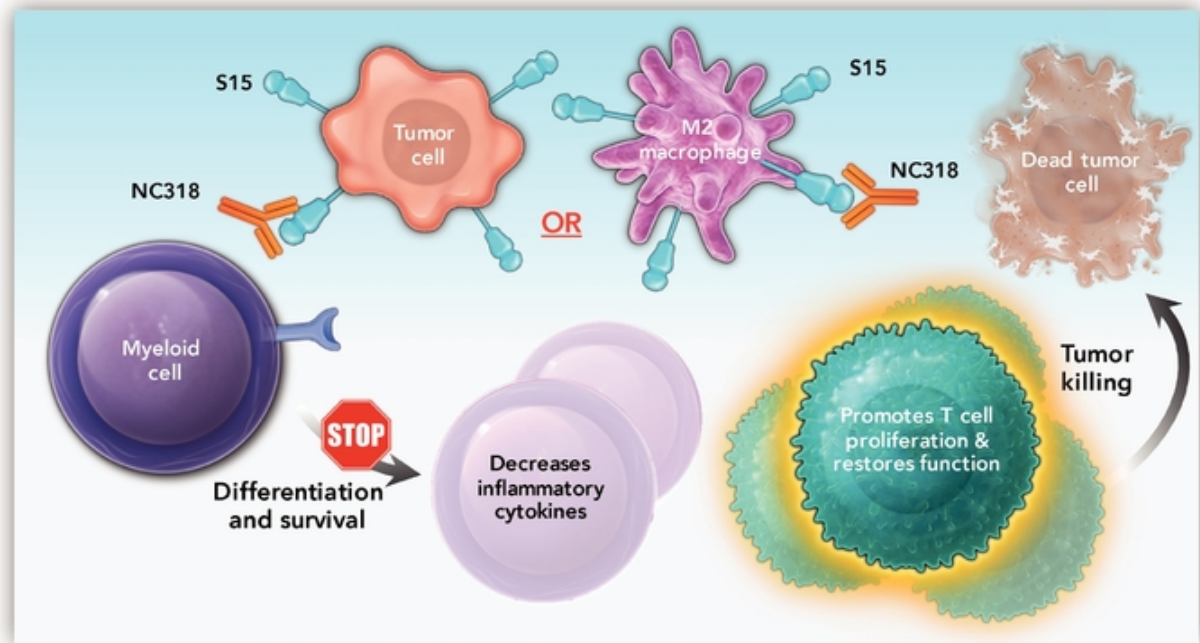 S15
Tumor
cell
NC318
OR
M2
macrophage
S15
NC318
Dead tumor
cell
Myeloid
cell
STOP
Differentiation
and survival
Decreases
inflammatory
cytokines
Promotes T cell
proliferation &
restores function
Tumor
killing